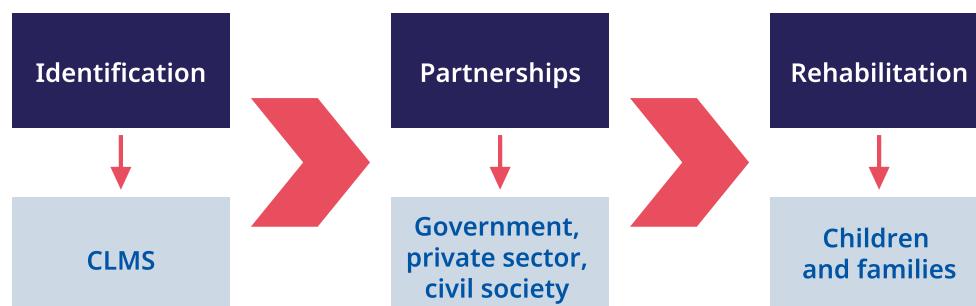 Identification
Partnerships
Rehabilitation
CLMS
Government,
private sector,
civil society
Children
and families